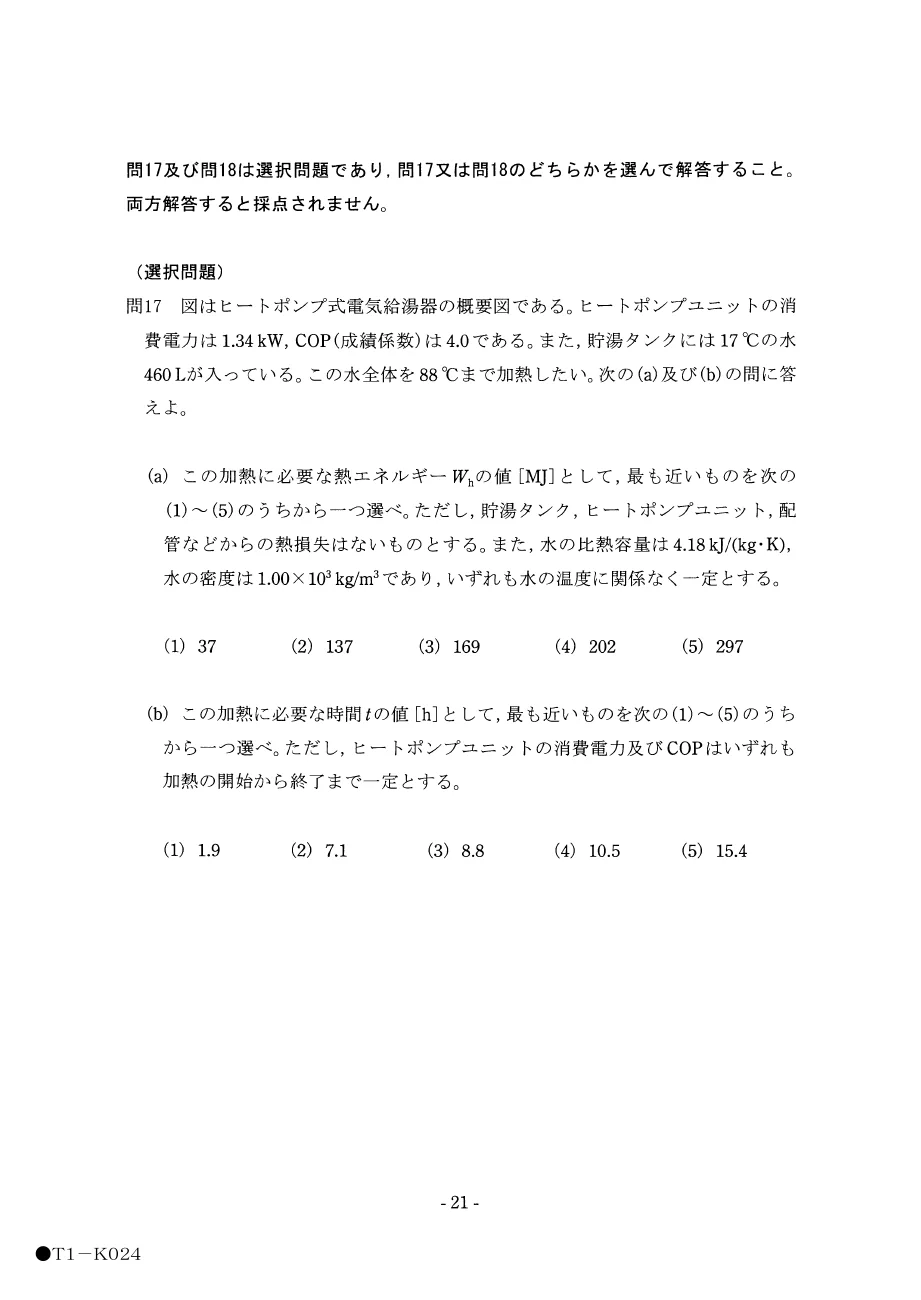 問17及び問18は選択問題であり,問17又は問18のどちらかを選んで解答すること。
両方解答すると採点されません。
(選択問題)
問17 図はヒートポンプ式電気給湯器の概要図である。ヒートポンプユニットの消
費電力は1.34 kW, COP(成績係数)は4.0である。また,貯湯タンクには17℃の水
460 Lが入っている。この水全体を88℃まで加熱したい。次の(a)及び(b)の問に答
えよ。
(a) この加熱に必要な熱エネルギーWhの値[MJ]として,最も近いものを次の
(1)~(5)のうちから一つ選べ。ただし,貯湯タンク,ヒートポンプユニット,配
管などからの熱損失はないものとする。また,水の比熱容量は4.18 kJ/(kg・K),
水の密度は1.00×10³ kg/m³であり,いずれも水の温度に関係なく一定とする。
(1) 37 (2) 137 (3) 169 (4) 202 (5) 297
(b) この加熱に必要な時間tの値[h]として,最も近いものを次の(1)~(5)のうち
から一つ選べ。ただし,ヒートポンプユニットの消費電力及びCOPはいずれも
加熱の開始から終了まで一定とする。
(1) 1.9 (2) 7.1 (3) 8.8 (4) 10.5 (5) 15.4
- 21 -
●T1-K024